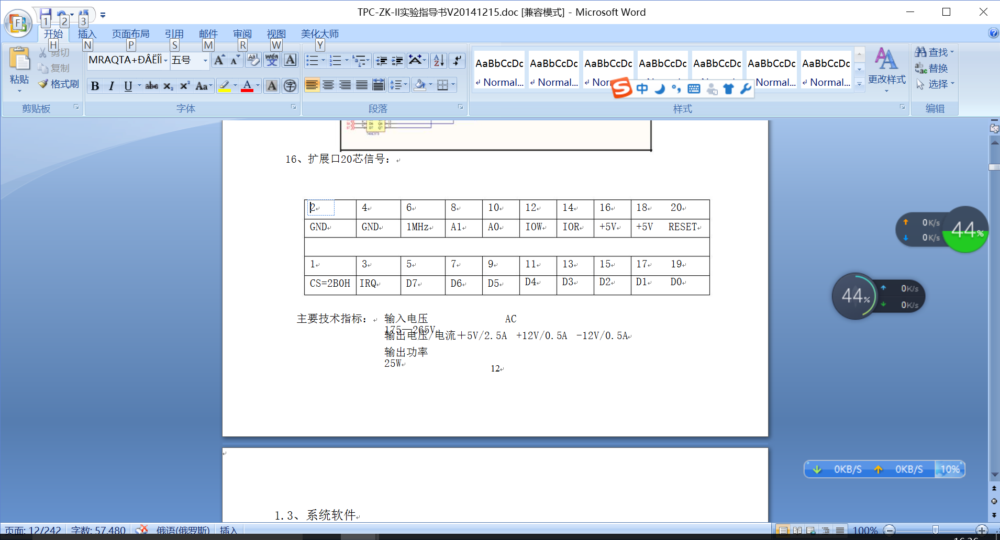 TPC-ZK-II实验指导书V20141215.doc [兼容模式] - Microsoft Word
F 1 2 3
开始 插入 页面布局 引用 邮件 审阅 视图 美化大师
H N P S M R W Y
粘贴
剪切
复制
格式刷
剪贴板
MRAQTA+ÐÂËÎÌ 五号
字体
段落
AaBbCcDc AaBbCcDc AaBbCcDc AaBbCcDc AaBbCcDc AaBbCcDc AaBbCcDc
Normal... Normal... Nor Normal... Normal...
中
样式
更改样式
查找
替换
选择
编辑
D6 Q6
D7 Q7
16、扩展口20芯信号：
2 4 6 8 10 12 14 16 18 20
GND GND 1MHz A1 A0 IOW IOR +5V +5V RESET
1 3 5 7 9 11 13 15 17 19
CS=2B0H IRQ D7 D6 D5 D4 D3 D2 D1 D0
主要技术指标： 输入电压 AC
175—265V
输出电压/电流＋5V/2.5A +12V/0.5A -12V/0.5A
输出功率
25W
12
1.3、系统软件
0K/s
0K/s
44%
44%
0K/s
0K/s
0KB/S 0KB/S 10%
页面: 12/242 字数: 57,480 俄语(俄罗斯) 插入 100%